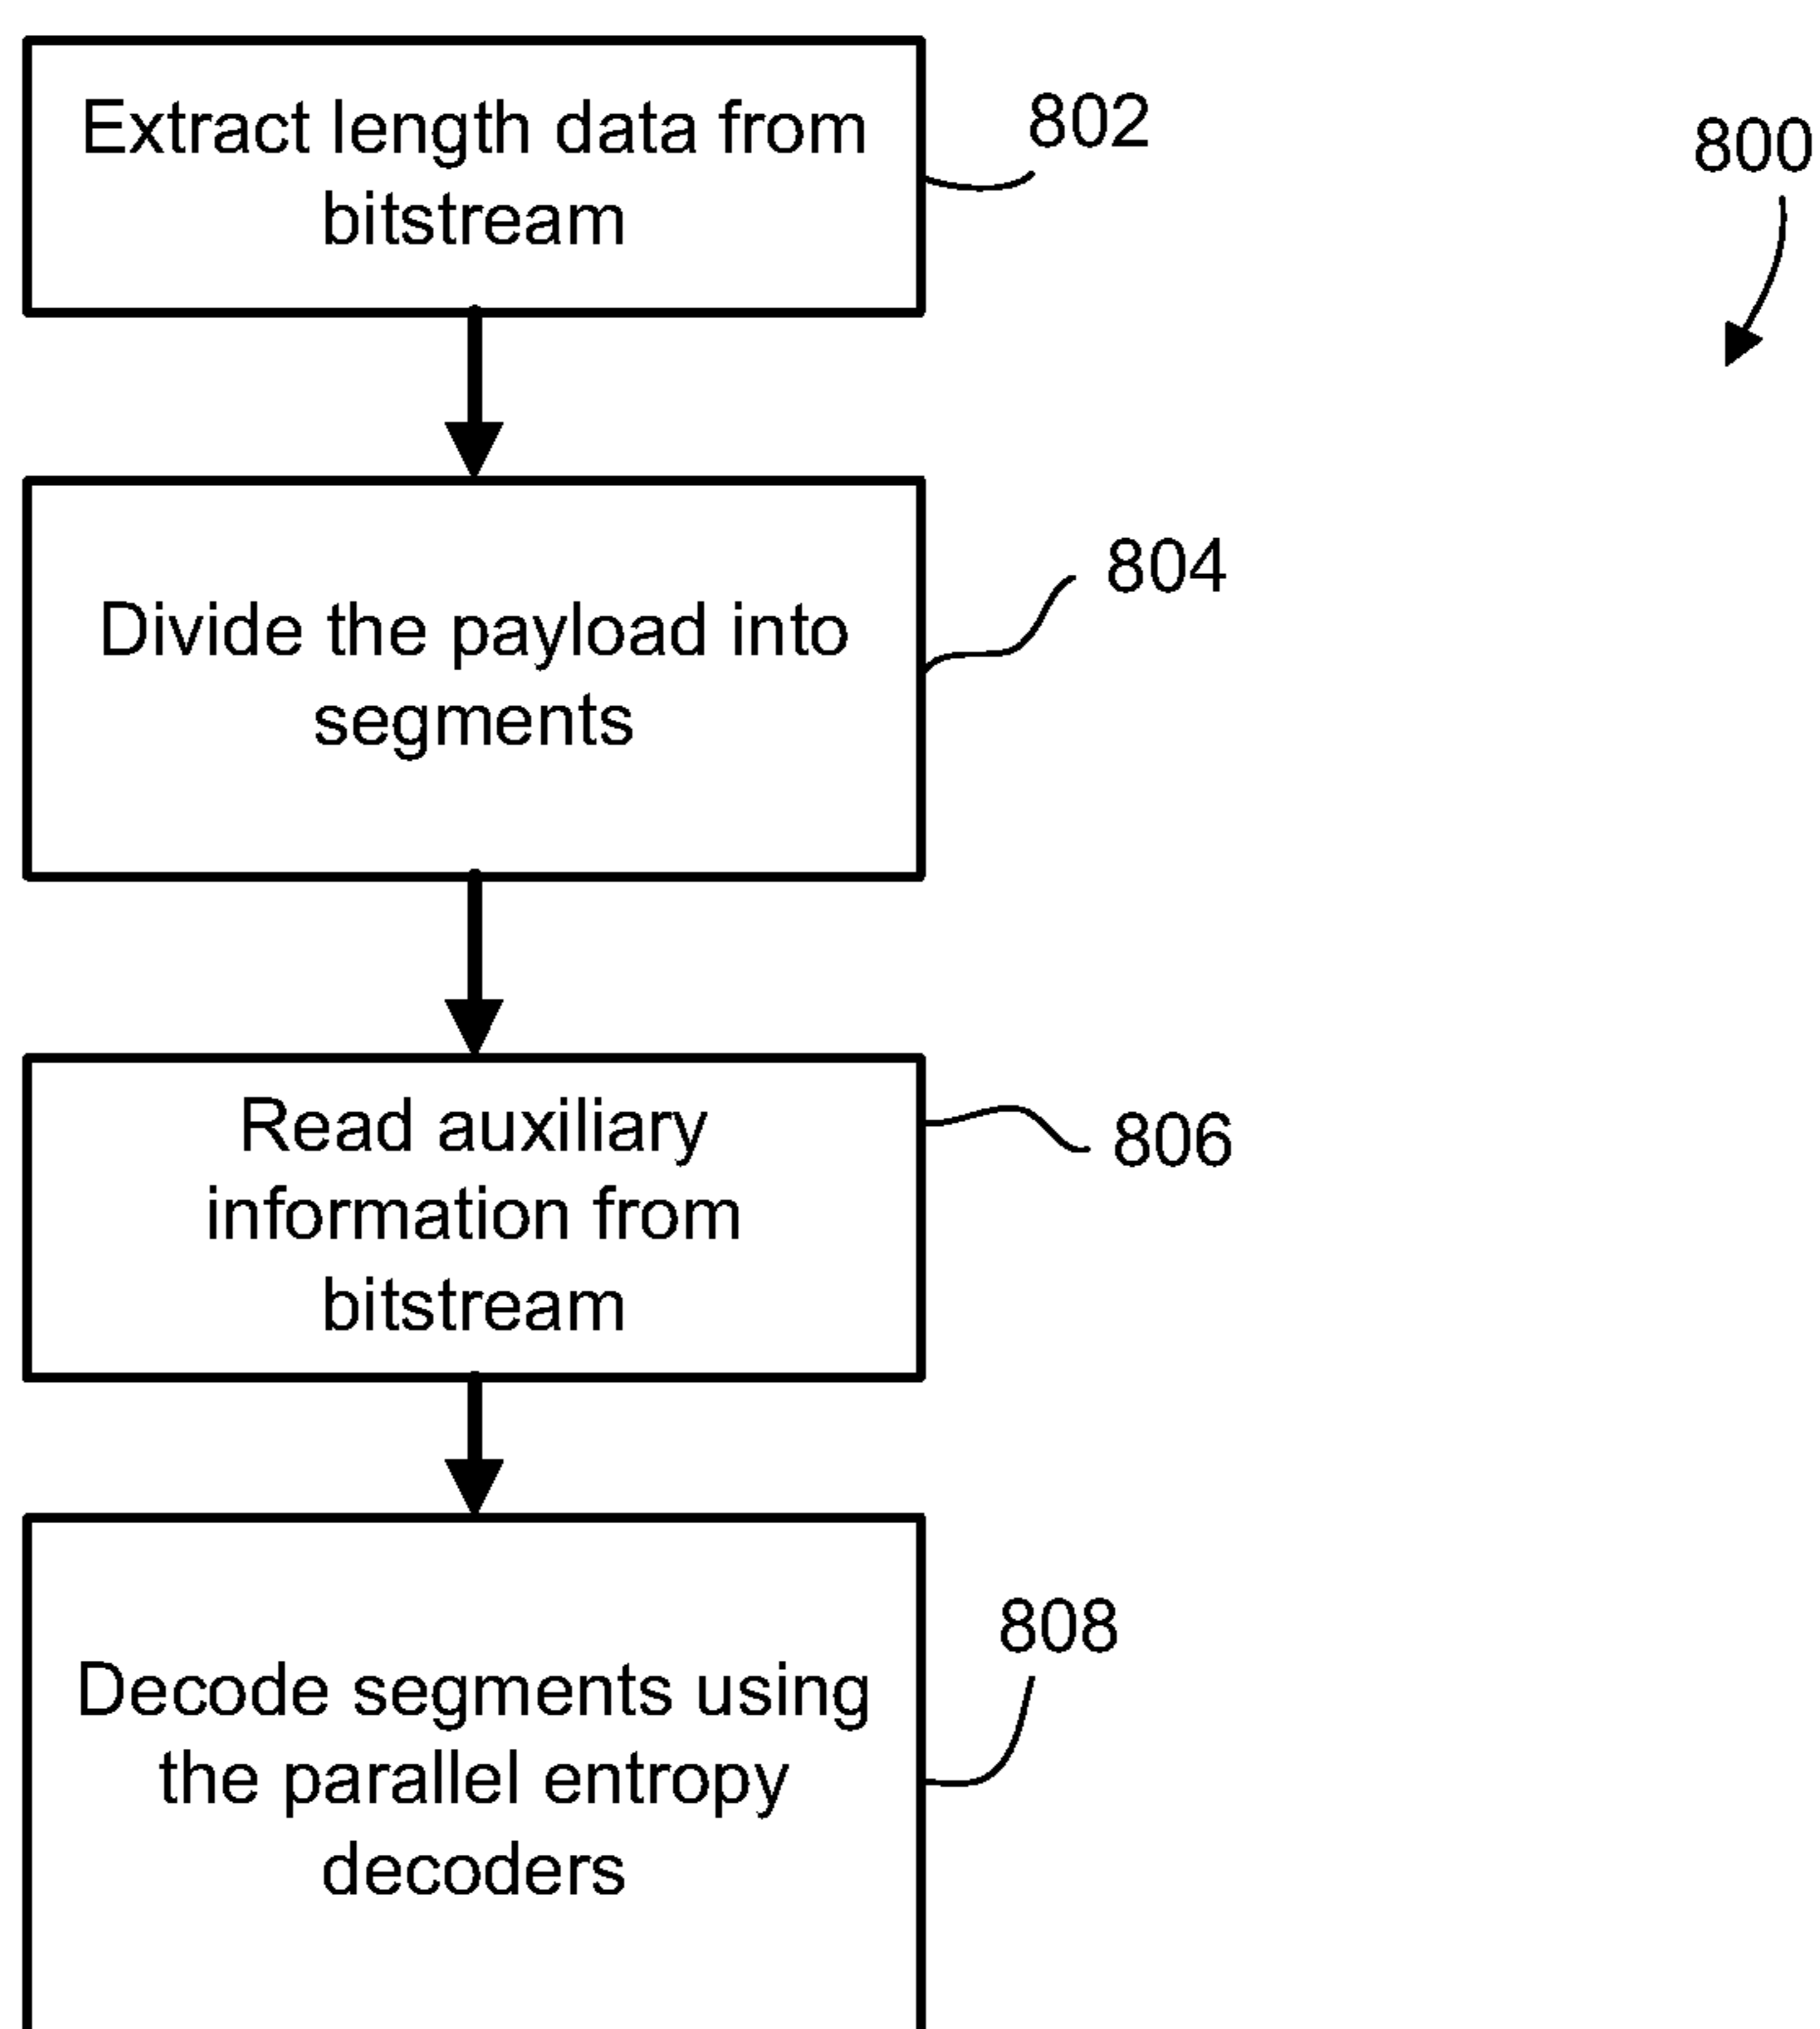 Extract length data from
bitstream
802
800
Divide the payload into
segments
804
Read auxiliary
information from
bitstream
806
Decode segments using
the parallel entropy
decoders
808